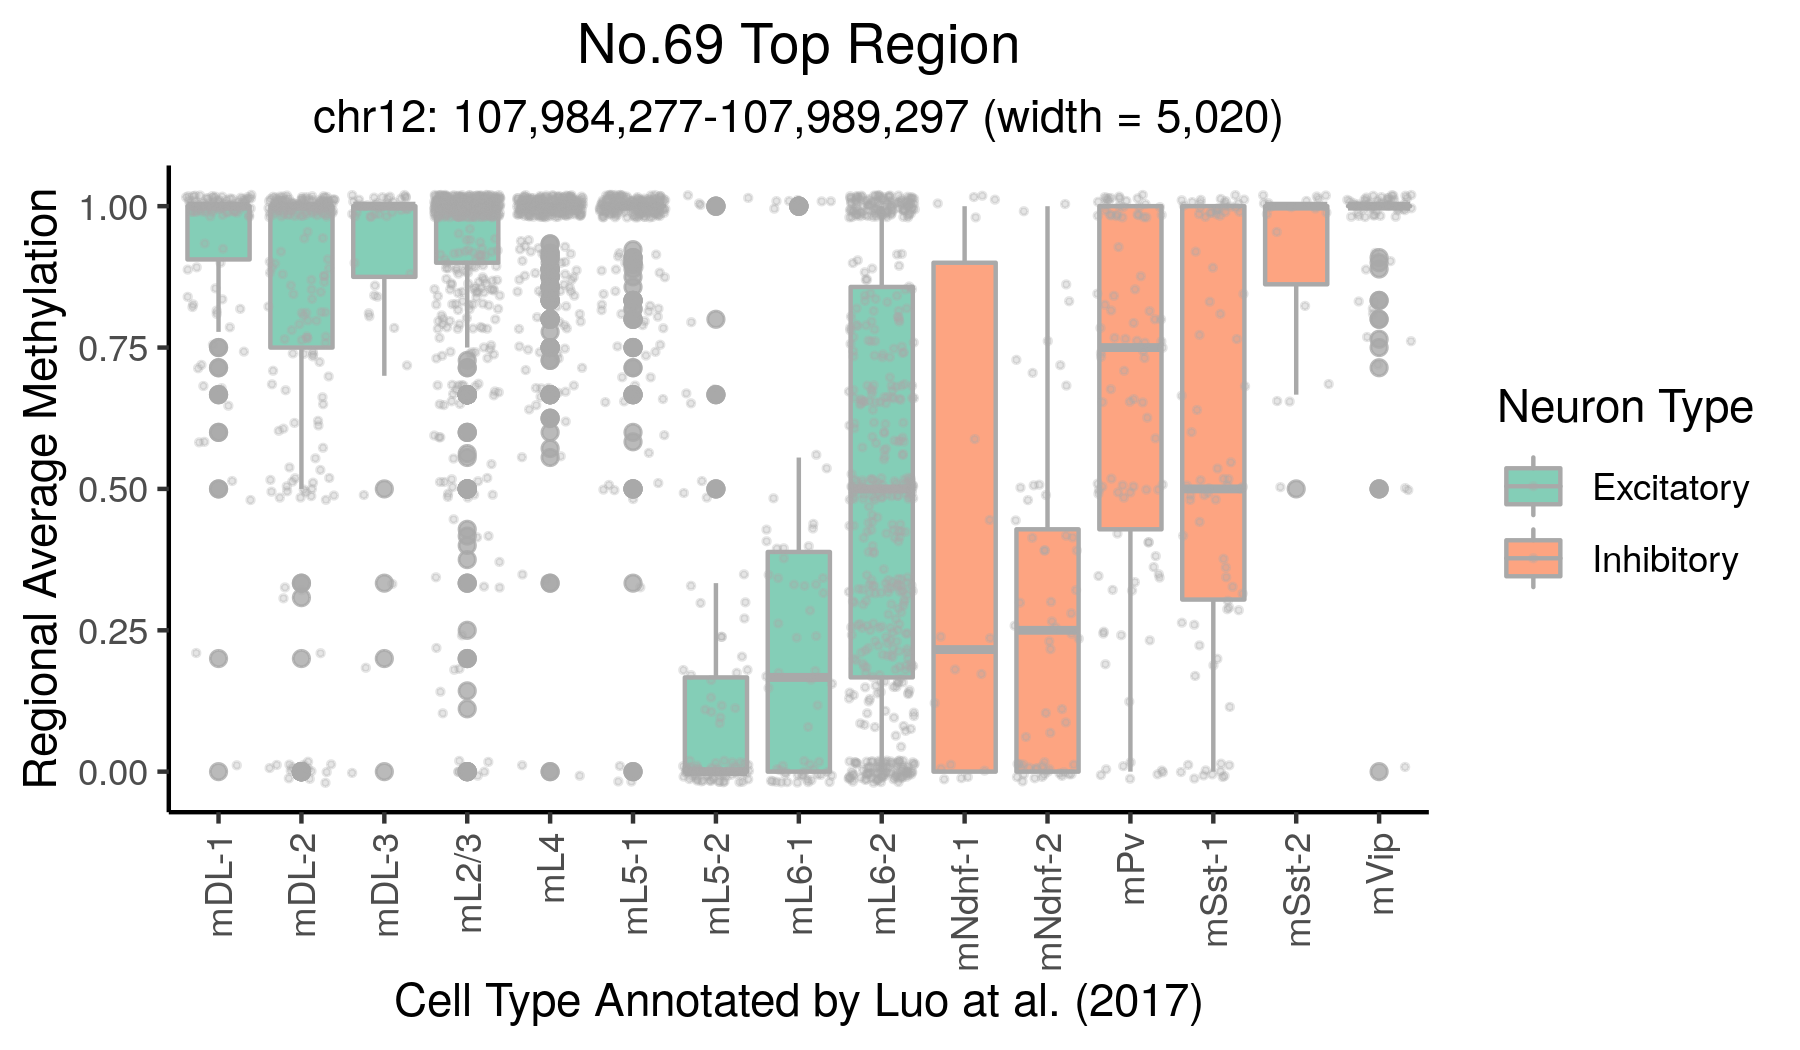 No.69 Top Region
chr12: 107,984,277-107,989,297 (width = 5,020)
Regional Average Methylation
1.00
0.75
0.50
0.25
0.00
mDL-1
mDL-2
mDL-3
mL2/3
mL4
mL5-1
mL5-2
mL6-1
mL6-2
mNdnf-1
mNdnf-2
mPv
mSst-1
mSst-2
mVip
Cell Type Annotated by Luo at al. (2017)
Neuron Type
Excitatory
Inhibitory